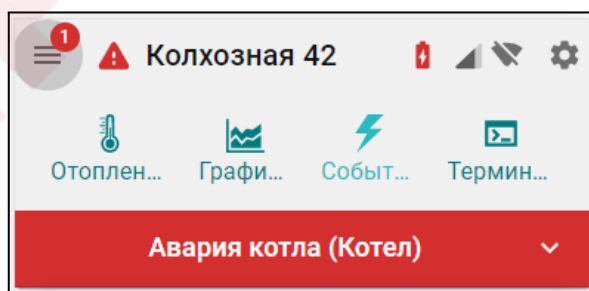 1
Колхозная 42
Отоплен... Графи... Событ... Термин...
Авария котла (Котел)